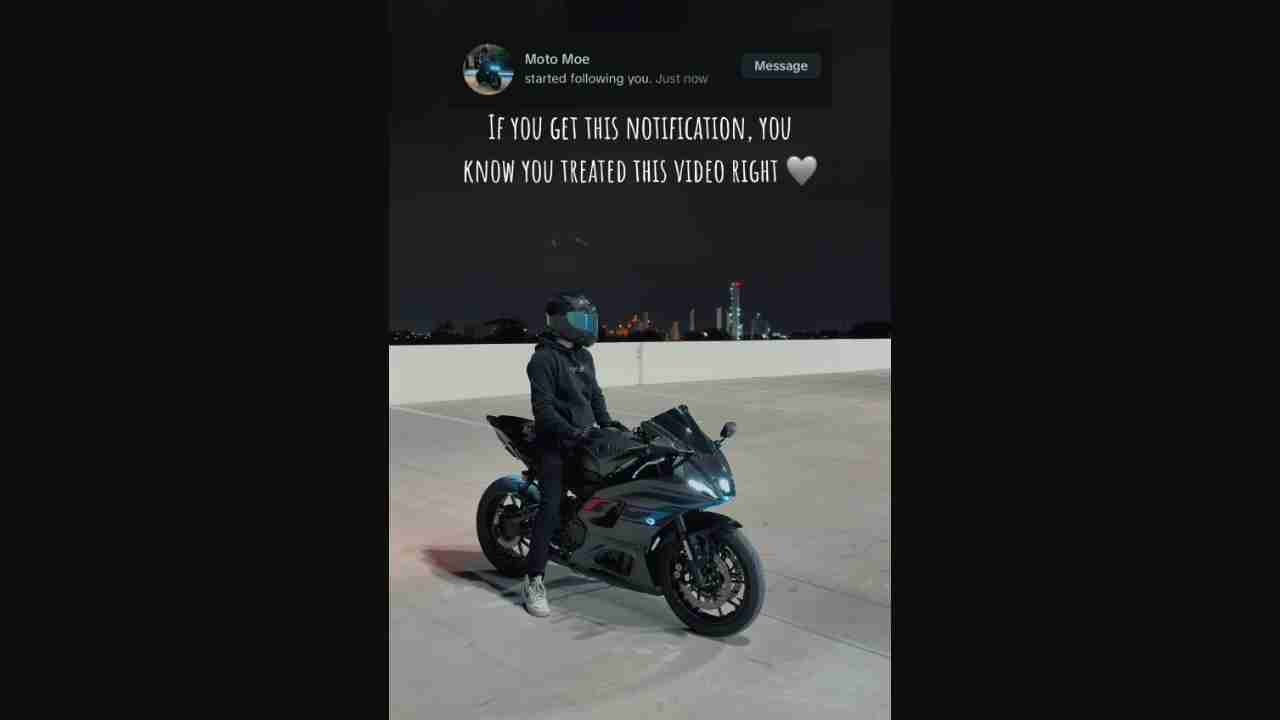 Moto Moe
started following you. Just now
Message
If you get this notification, you
know you treated this video right 🩶